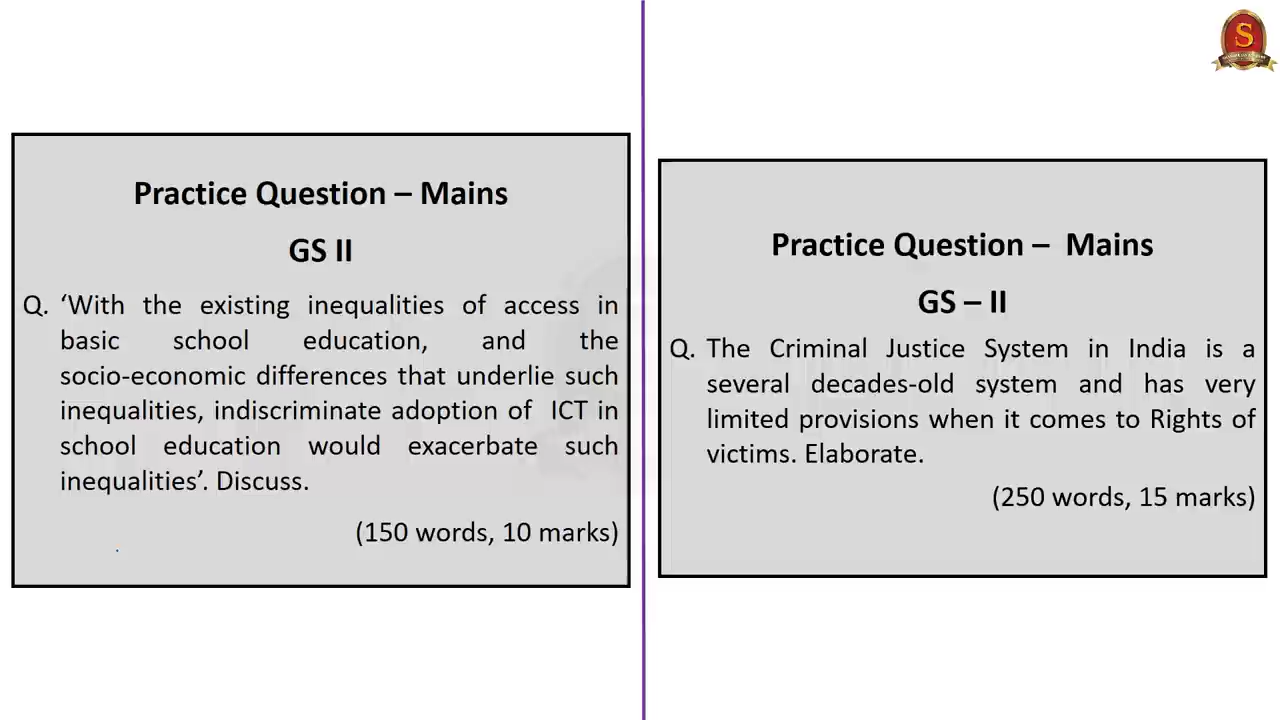 Practice Question – Mains
GS II
Q. ‘With the existing inequalities of access in
basic school education, and the
socio-economic differences that underlie such
inequalities, indiscriminate adoption of ICT in
school education would exacerbate such
inequalities’. Discuss.
(150 words, 10 marks)
Practice Question – Mains
GS – II
Q. The Criminal Justice System in India is a
several decades-old system and has very
limited provisions when it comes to Rights of
victims. Elaborate.
(250 words, 15 marks)
S